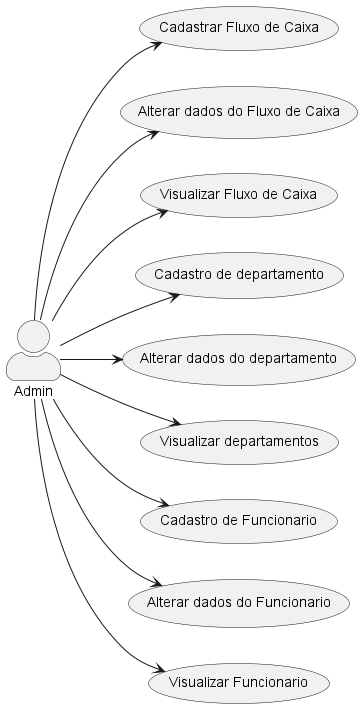 Cadastrar Fluxo de Caixa
Alterar dados do Fluxo de Caixa
Visualizar Fluxo de Caixa
Cadastro de departamento
Alterar dados do departamento
Admin
Visualizar departamentos
Cadastro de Funcionario
Alterar dados do Funcionario
Visualizar Funcionario